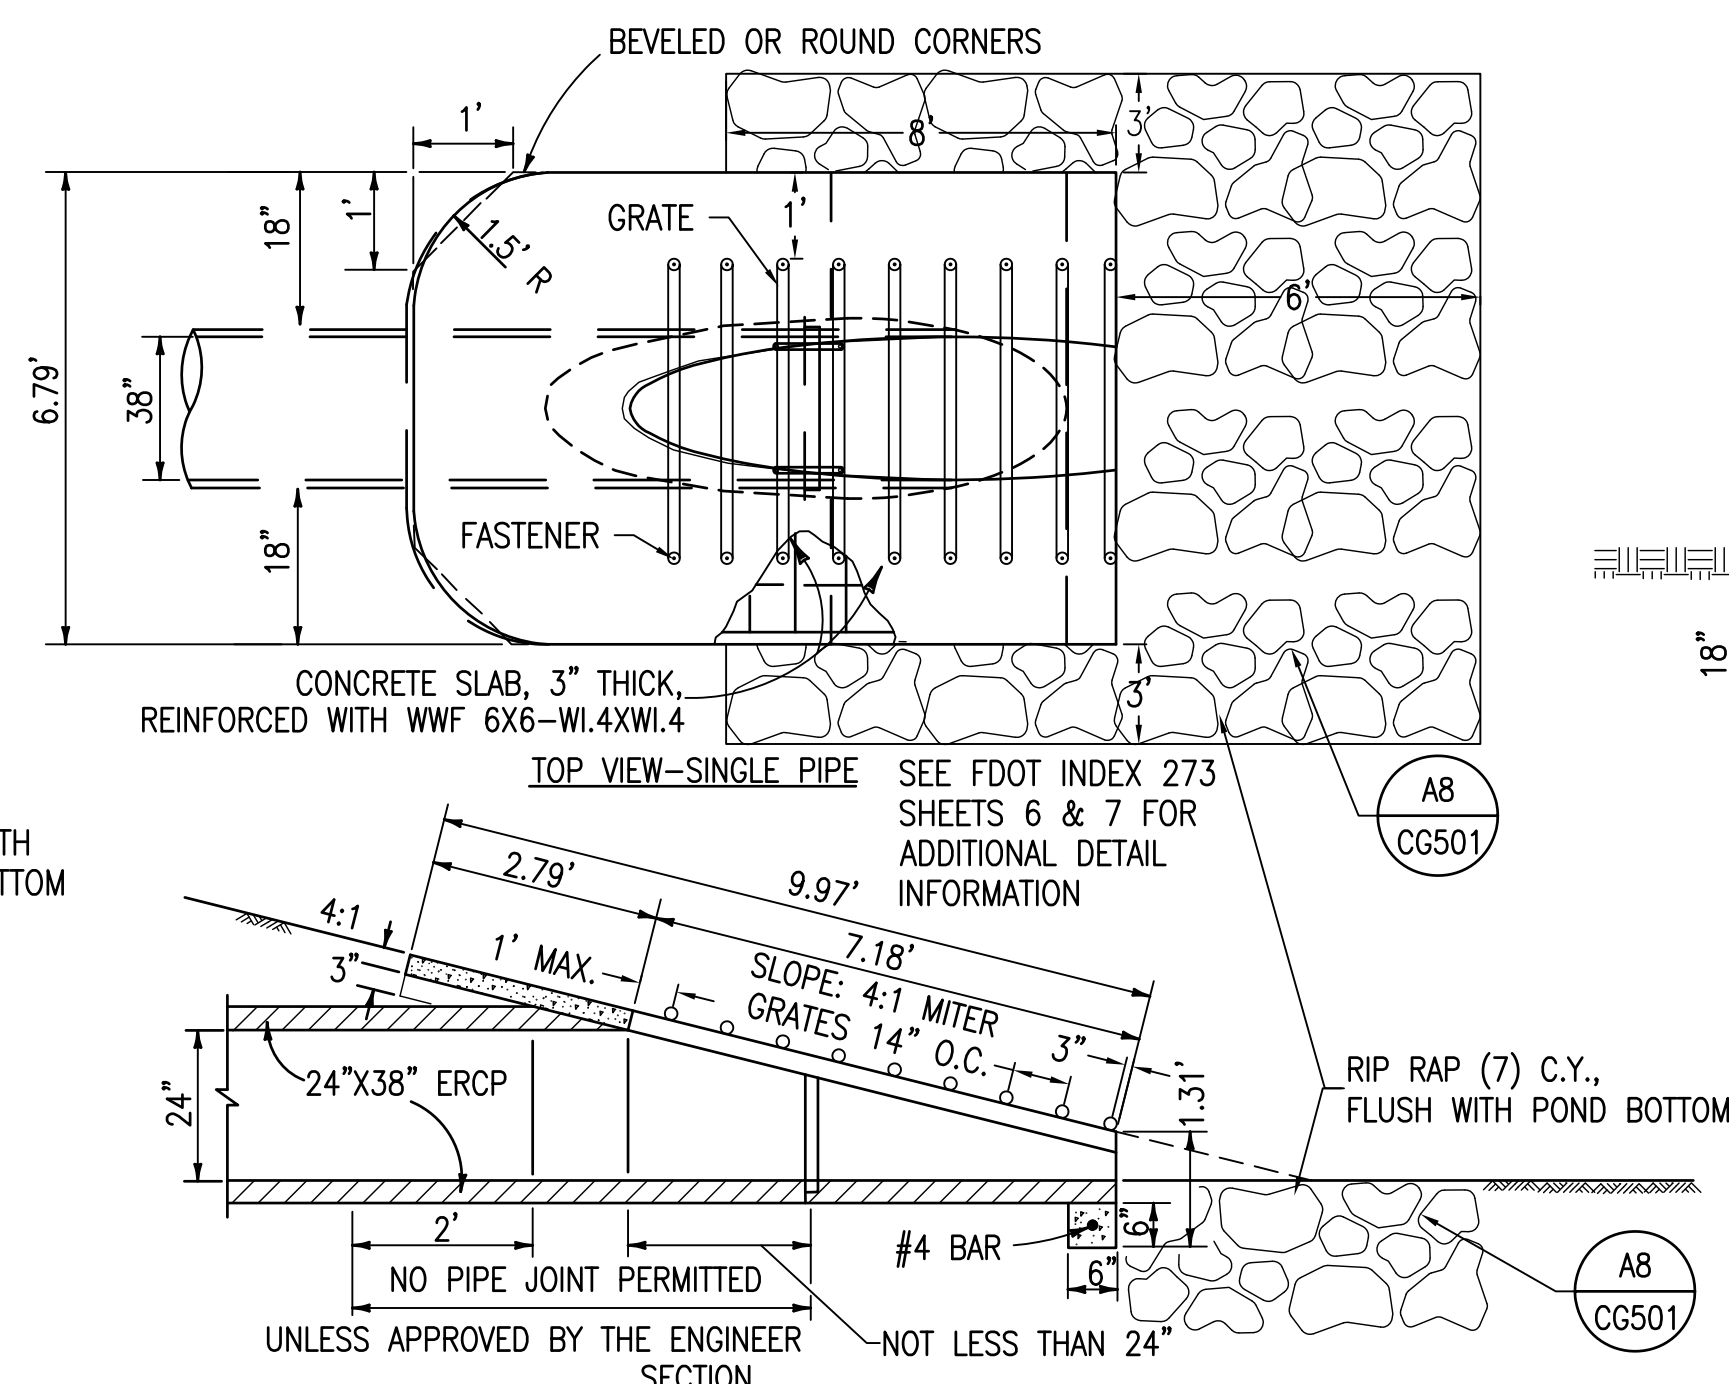 BEVELED OR ROUND CORNERS
1'
8'
3'
18"
1'
1.5' R
GRATE
1'
6.79'
38"
6'
FASTENER
18"
3'
18"
CONCRETE SLAB, 3" THICK,
REINFORCED WITH WWF 6X6-WI.4XWI.4
TOP VIEW-SINGLE PIPE
SEE FDOT INDEX 273
SHEETS 6 & 7 FOR
ADDITIONAL DETAIL
INFORMATION
A8
CG501
TH
TTOM
2.79'
9.97'
4:1
7.18'
3"
1' MAX.
SLOPE: 4:1 MITER
GRATES 14" O.C.
3"
1.31'
24"X38" ERCP
24"
RIP RAP (7) C.Y.,
FLUSH WITH POND BOTTOM
2'
#4 BAR
6"
6"
NO PIPE JOINT PERMITTED
UNLESS APPROVED BY THE ENGINEER
NOT LESS THAN 24"
SECTION
A8
CG501